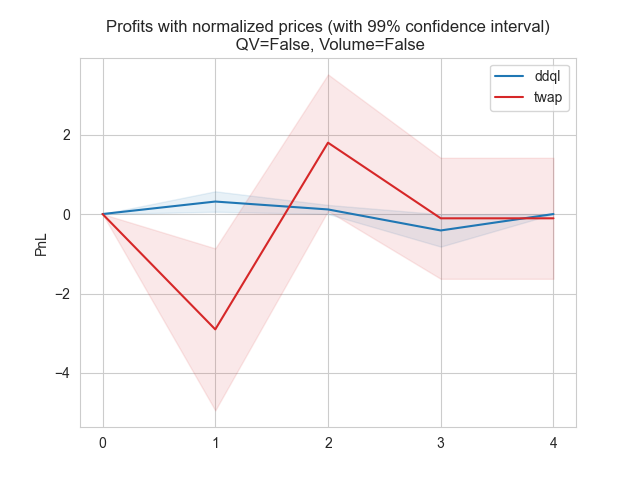 Profits with normalized prices (with 99% confidence interval)
QV=False, Volume=False
ddql
twap
2
0
−2
−4
PnL
0 1 2 3 4